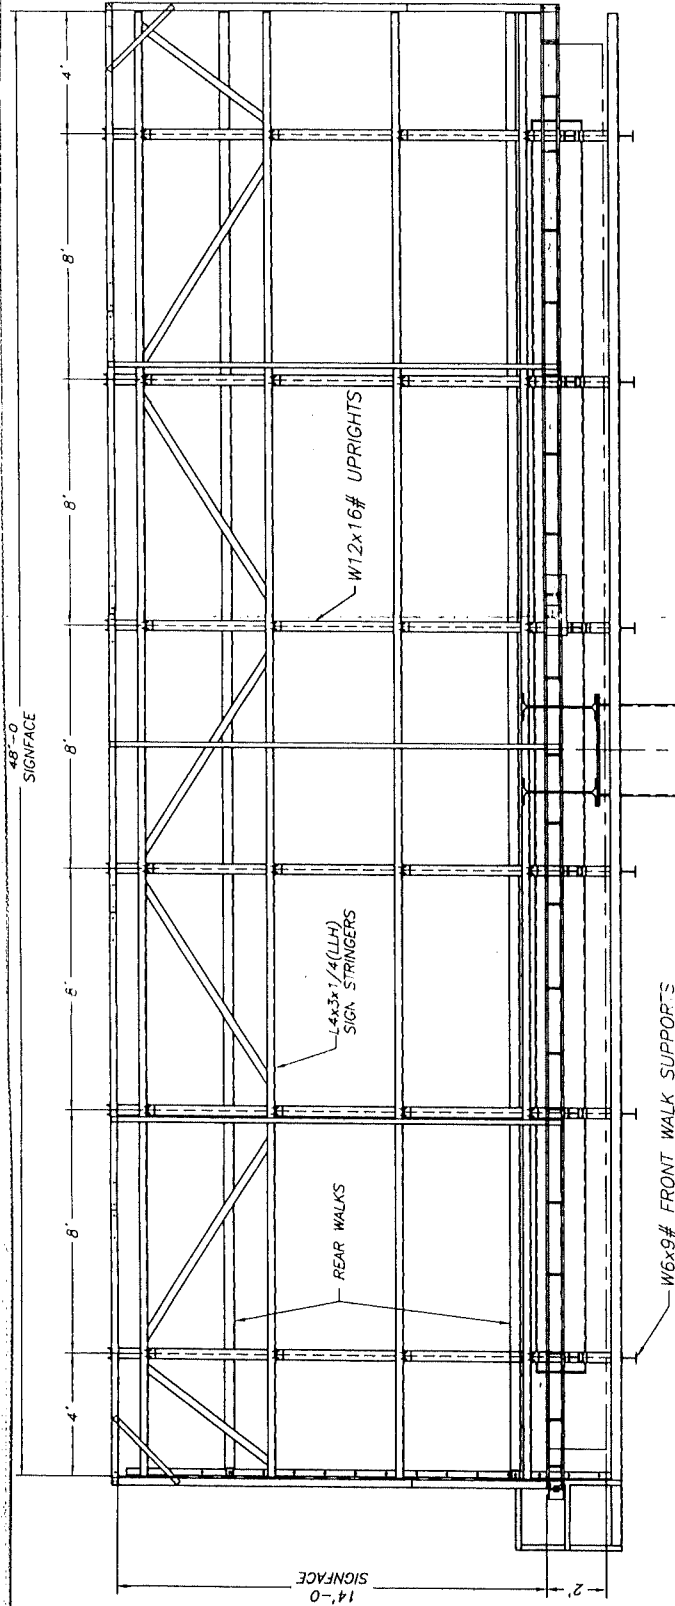 48'-0
SIGNFACE
4' 8' 8' 8' 8' 8' 4'
W12x16# UPRIGHTS
L4x3x1/4(LLH)
SIGN STRINGERS
REAR WALKS
14'-0
SIGNFACE
2'
W6x9# FRONT WALK SUPPORTS